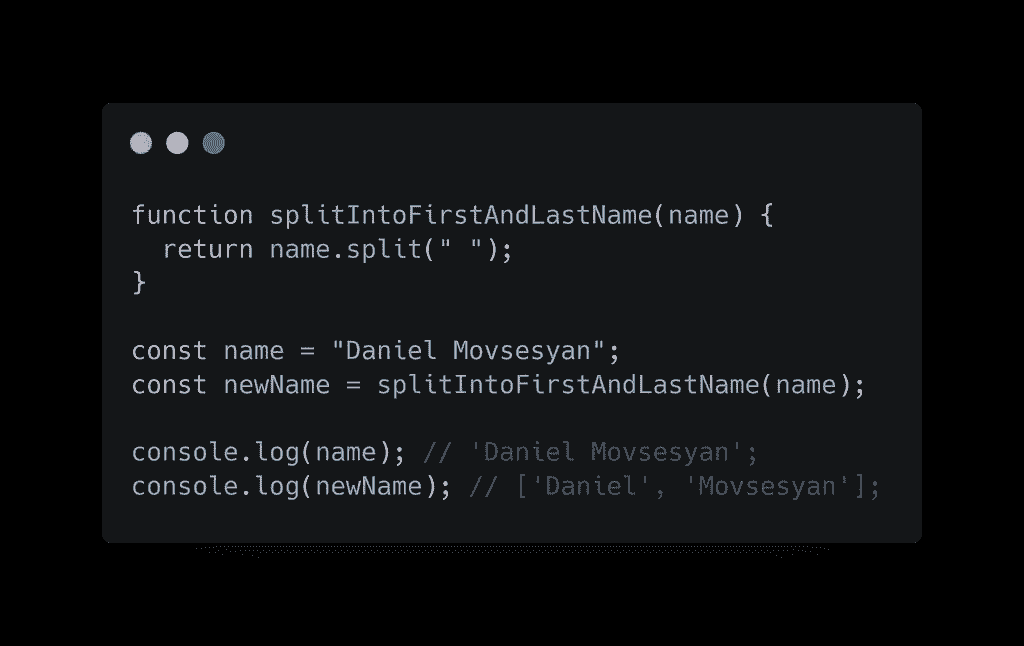 function splitIntoFirstAndLastName(name) {
  return name.split(" ");
}
const name = "Daniel Movsesyan";
const newName = splitIntoFirstAndLastName(name);
console.log(name); // 'Daniel Movsesyan';
console.log(newName); // ['Daniel', 'Movsesyan'];